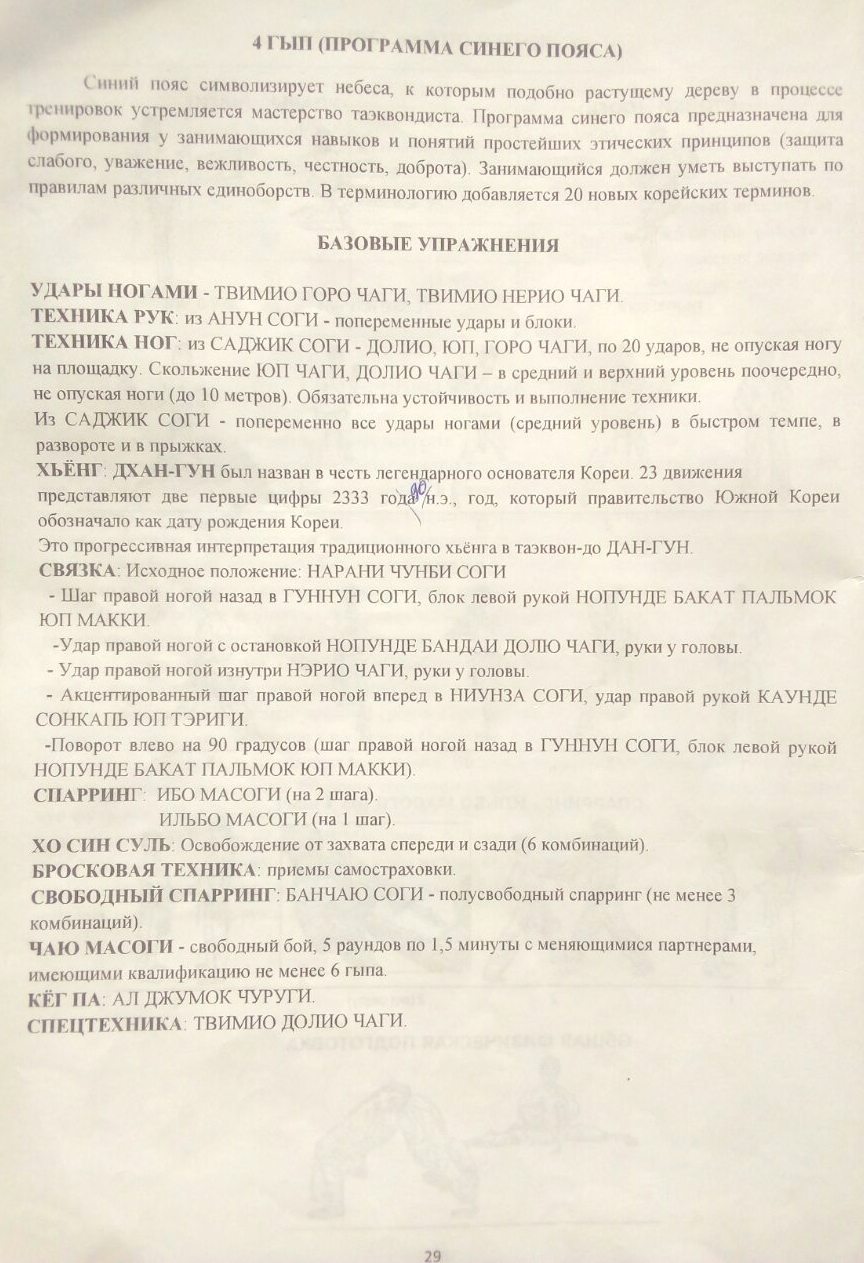 4 ГЫП (ПРОГРАММА СИНЕГО ПОЯСА)
Синий пояс символизирует небеса, к которым подобно растущему дереву в процессе
тренировок устремляется мастерство таэквондиста. Программа синего пояса предназначена для
формирования у занимающихся навыков и понятий простейших этических принципов (защита
слабого, уважение, вежливость, честность, доброта). Занимающийся должен уметь выступать по
правилам различных единоборств. В терминологию добавляется 20 новых корейских терминов.
БАЗОВЫЕ УПРАЖНЕНИЯ
УДАРЫ НОГАМИ - ТВИМИО ГОРО ЧАГИ, ТВИМИО НЕРИО ЧАГИ.
ТЕХНИКА РУК: из АНУН СОГИ - попеременные удары и блоки.
ТЕХНИКА НОГ: из САДЖИК СОГИ - ДОЛИО, ЮП, ГОРО ЧАГИ, по 20 ударов, не опуская ногу
на площадку. Скольжение ЮП ЧАГИ, ДОЛИО ЧАГИ – в средний и верхний уровень поочередно,
не опуская ноги (до 10 метров). Обязательна устойчивость и выполнение техники.
Из САДЖИК СОГИ - попеременно все удары ногами (средний уровень) в быстром темпе, в
развороте и в прыжках.
ХЬЁНГ: ДХАН-ГУН был назван в честь легендарного основателя Кореи. 23 движения
представляют две первые цифры 2333 года до н.э., год, который правительство Южной Кореи
обозначало как дату рождения Кореи.
Это прогрессивная интерпретация традиционного хьёнга в таэквон-до ДАН-ГУН.
СВЯЗКА: Исходное положение: НАРАНИ ЧУНБИ СОГИ
- Шаг правой ногой назад в ГУННУН СОГИ, блок левой рукой НОПУНДЕ БАКАТ ПАЛЬМОК
ЮП МАККИ.
-Удар правой ногой с остановкой НОПУНДЕ БАНДАИ ДОЛЮ ЧАГИ, руки у головы.
- Удар правой ногой изнутри НЭРИО ЧАГИ, руки у головы.
- Акцентированный шаг правой ногой вперед в НИУНЗА СОГИ, удар правой рукой КАУНДЕ
СОНКАПЬ ЮП ТЭРИГИ.
-Поворот влево на 90 градусов (шаг правой ногой назад в ГУННУН СОГИ, блок левой рукой
НОПУНДЕ БАКАТ ПАЛЬМОК ЮП МАККИ).
СПАРРИНГ: ИБО МАСОГИ (на 2 шага).
ИЛЬБО МАСОГИ (на 1 шаг).
ХО СИН СУЛЬ: Освобождение от захвата спереди и сзади (6 комбинаций).
БРОСКОВАЯ ТЕХНИКА: приемы самостраховки.
СВОБОДНЫЙ СПАРРИНГ: БАНЧАЮ СОГИ - полусвободный спарринг (не менее 3
комбинаций).
ЧАЮ МАСОГИ - свободный бой, 5 раундов по 1,5 минуты с меняющимися партнерами,
имеющими квалификацию не менее 6 гыпа.
КЁГ ПА: АЛ ДЖУМОК ЧУРУГИ.
СПЕЦТЕХНИКА: ТВИМИО ДОЛИО ЧАГИ.
29